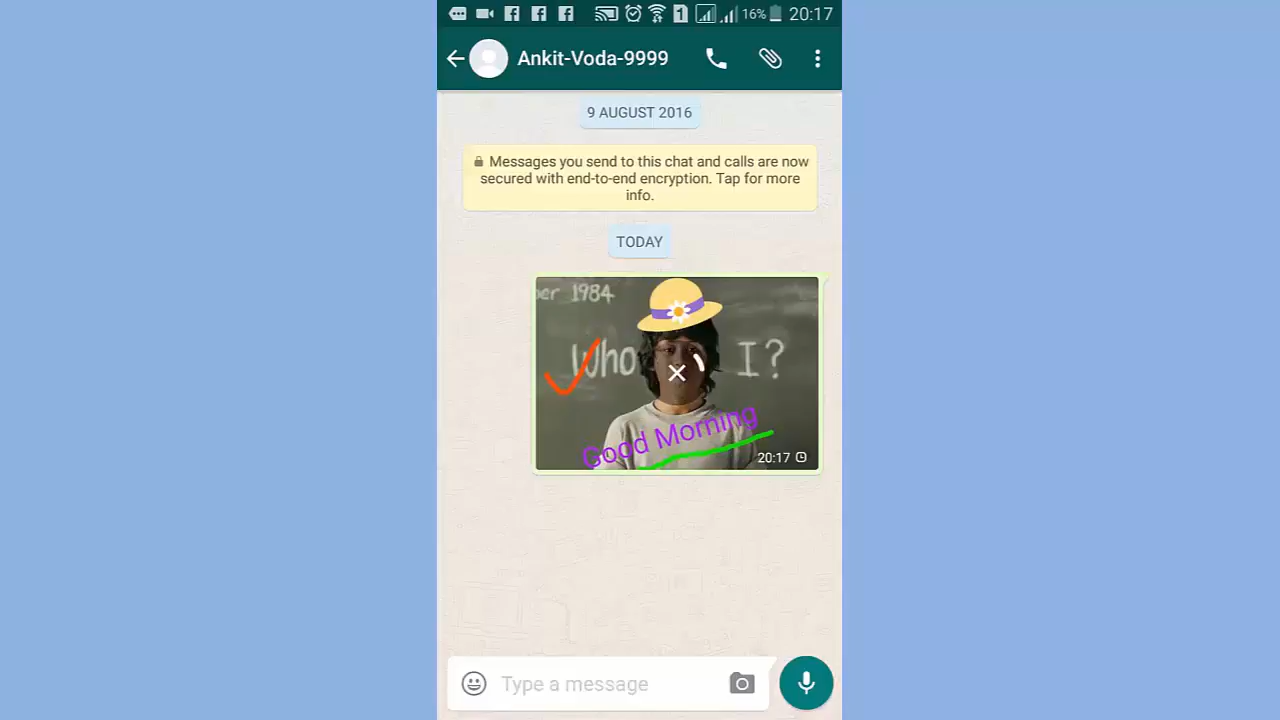 1
16%
20:17
Ankit-Voda-9999
9 AUGUST 2016
Messages you send to this chat and calls are now
secured with end-to-end encryption. Tap for more
info.
TODAY
ber 1984
Who I?
Good Morning
20:17
Type a message